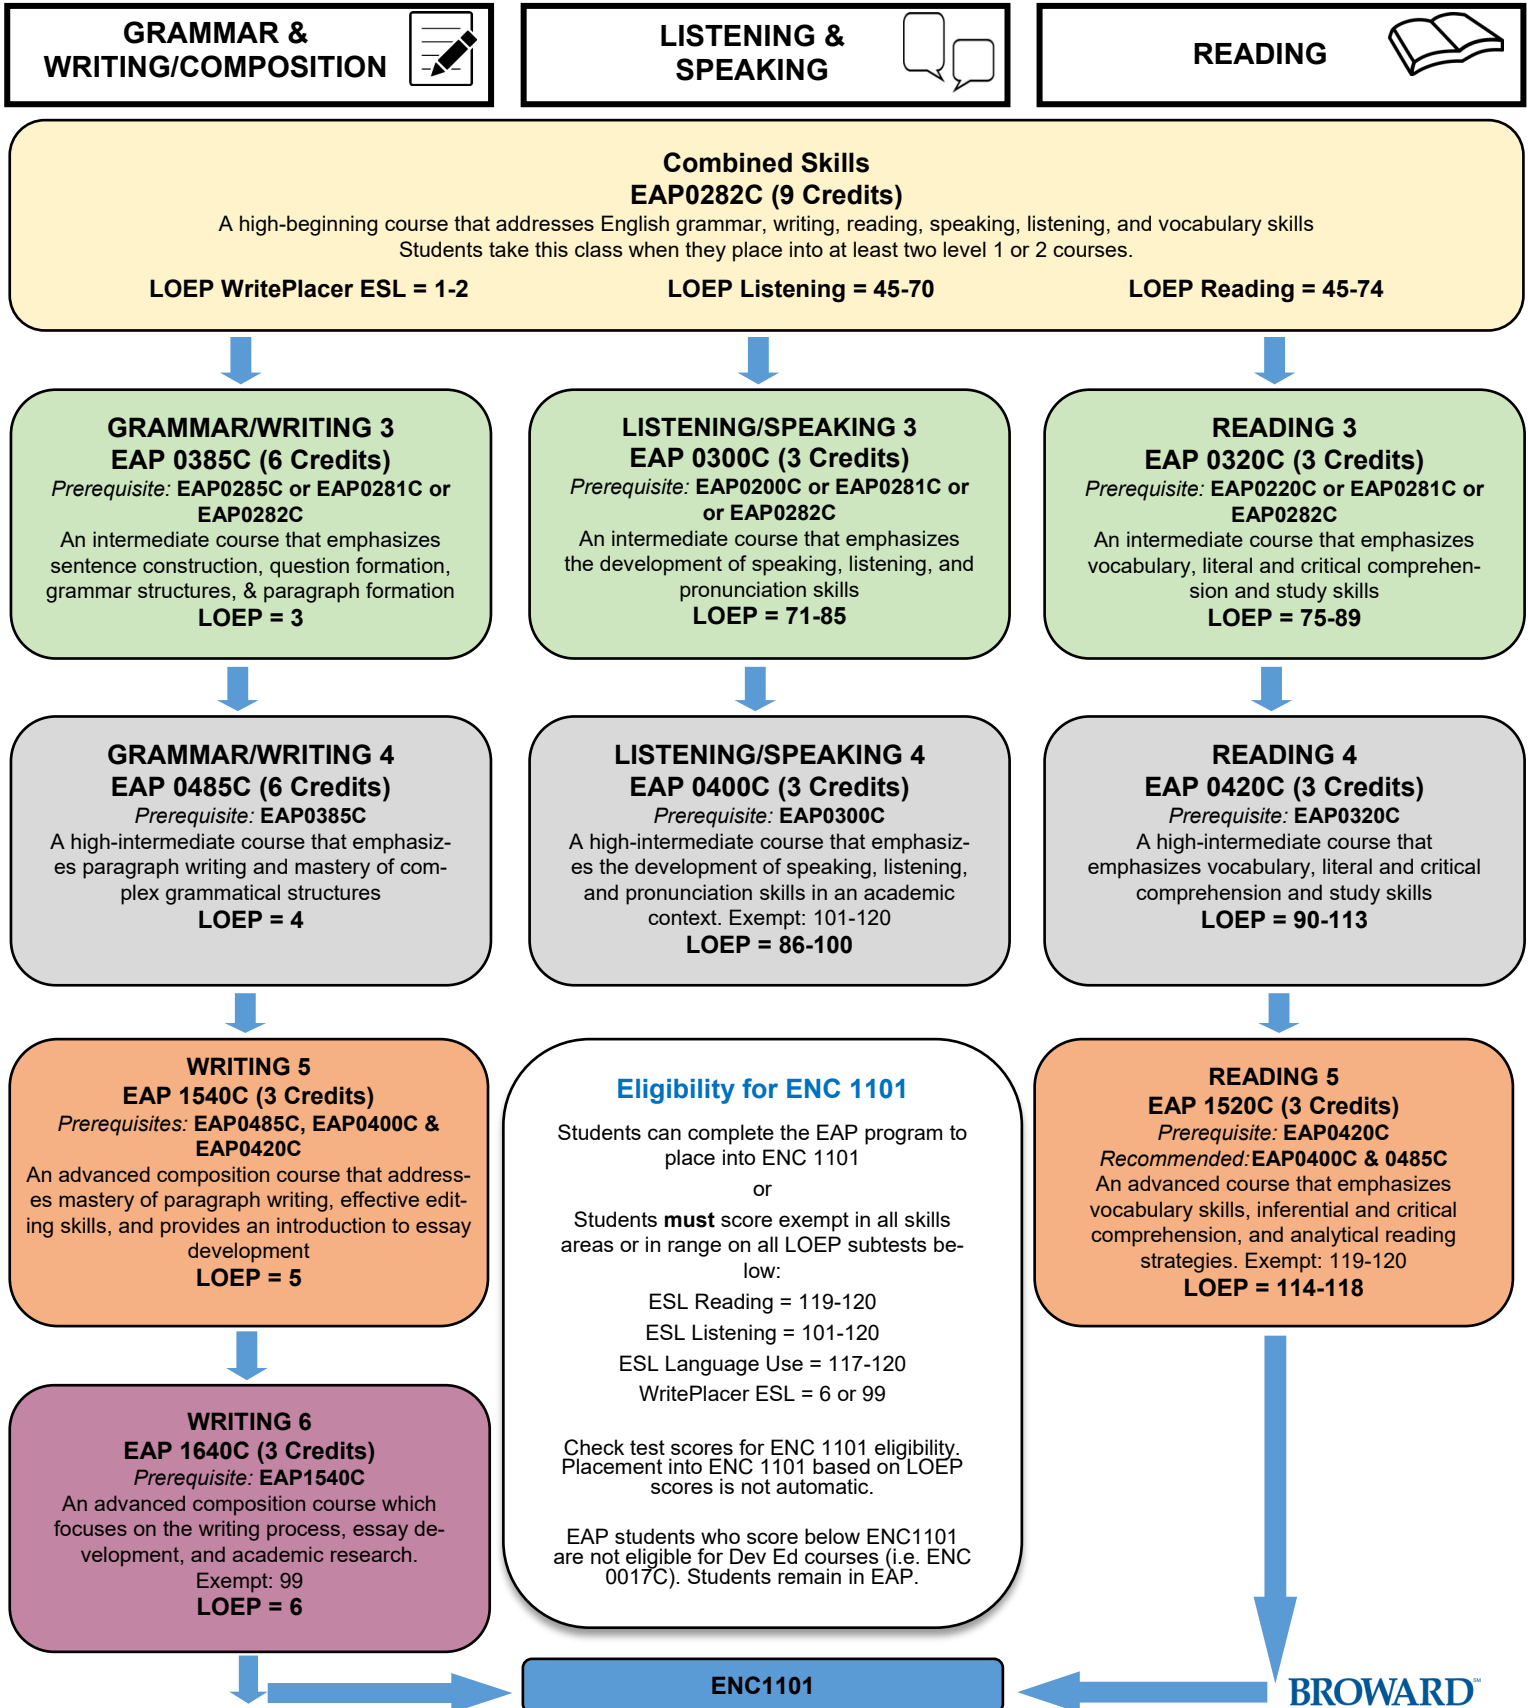 GRAMMAR &
WRITING/COMPOSITION
LISTENING &
SPEAKING
READING
Combined Skills
EAP0282C (9 Credits)
A high-beginning course that addresses English grammar, writing, reading, speaking, listening, and vocabulary skills
Students take this class when they place into at least two level 1 or 2 courses.
LOEP WritePlacer ESL = 1-2
LOEP Listening = 45-70
LOEP Reading = 45-74
GRAMMAR/WRITING 3
EAP 0385C (6 Credits)
Prerequisite: EAP0285C or EAP0281C or
EAP0282C
An intermediate course that emphasizes
sentence construction, question formation,
grammar structures, & paragraph formation
LOEP = 3
LISTENING/SPEAKING 3
EAP 0300C (3 Credits)
Prerequisite: EAP0200C or EAP0281C or
or EAP0282C
An intermediate course that emphasizes
the development of speaking, listening, and
pronunciation skills
LOEP = 71-85
READING 3
EAP 0320C (3 Credits)
Prerequisite: EAP0220C or EAP0281C or
EAP0282C
An intermediate course that emphasizes
vocabulary, literal and critical comprehen-
sion and study skills
LOEP = 75-89
GRAMMAR/WRITING 4
EAP 0485C (6 Credits)
Prerequisite: EAP0385C
A high-intermediate course that emphasiz-
es paragraph writing and mastery of com-
plex grammatical structures
LOEP = 4
LISTENING/SPEAKING 4
EAP 0400C (3 Credits)
Prerequisite: EAP0300C
A high-intermediate course that emphasiz-
es the development of speaking, listening,
and pronunciation skills in an academic
context. Exempt: 101-120
LOEP = 86-100
READING 4
EAP 0420C (3 Credits)
Prerequisite: EAP0320C
A high-intermediate course that
emphasizes vocabulary, literal and critical
comprehension and study skills
LOEP = 90-113
WRITING 5
EAP 1540C (3 Credits)
Prerequisites: EAP0485C, EAP0400C &
EAP0420C
An advanced composition course that address-
es mastery of paragraph writing, effective edit-
ing skills, and provides an introduction to essay
development
LOEP = 5
Eligibility for ENC 1101
Students can complete the EAP program to
place into ENC 1101
or
Students must score exempt in all skills
areas or in range on all LOEP subtests be-
low:
ESL Reading = 119-120
ESL Listening = 101-120
ESL Language Use = 117-120
WritePlacer ESL = 6 or 99
Check test scores for ENC 1101 eligibility.
Placement into ENC 1101 based on LOEP
scores is not automatic.
EAP students who score below ENC1101
are not eligible for Dev Ed courses (i.e. ENC
0017C). Students remain in EAP.
READING 5
EAP 1520C (3 Credits)
Prerequisite: EAP0420C
Recommended:EAP0400C & 0485C
An advanced course that emphasizes
vocabulary skills, inferential and critical
comprehension, and analytical reading
strategies. Exempt: 119-120
LOEP = 114-118
WRITING 6
EAP 1640C (3 Credits)
Prerequisite: EAP1540C
An advanced composition course which
focuses on the writing process, essay de-
velopment, and academic research.
Exempt: 99
LOEP = 6
ENC1101
BROWARD℠